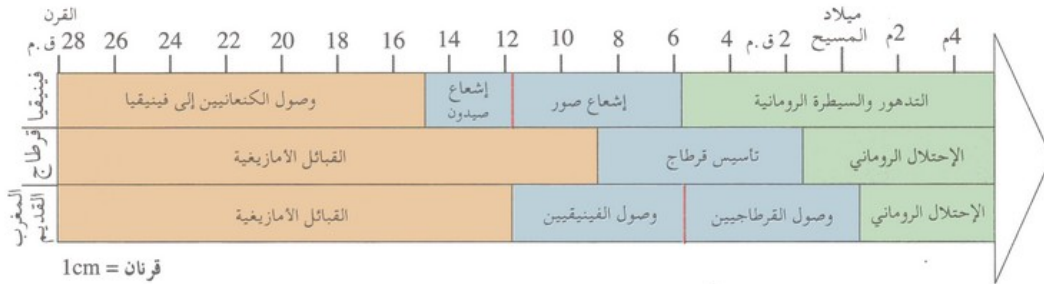 القرن
ق.م
28 26 24 22 20 18 16 14 12 10 8 6 4 ق.م 2
ميلاد
المسيح
2م
4م
فينيقيا
وصول الكنعانيين إلى فينيقيا
إشعاع
صيدون
إشعاع صور
التدهور والسيطرة الرومانية
قرطاج
القبائل الأمازيغية
تأسيس قرطاج
الإحتلال الروماني
المغرب
القديم
القبائل الأمازيغية
وصول الفينيقيين
وصول القرطاجيين
الإحتلال الروماني
1cm = قرنان